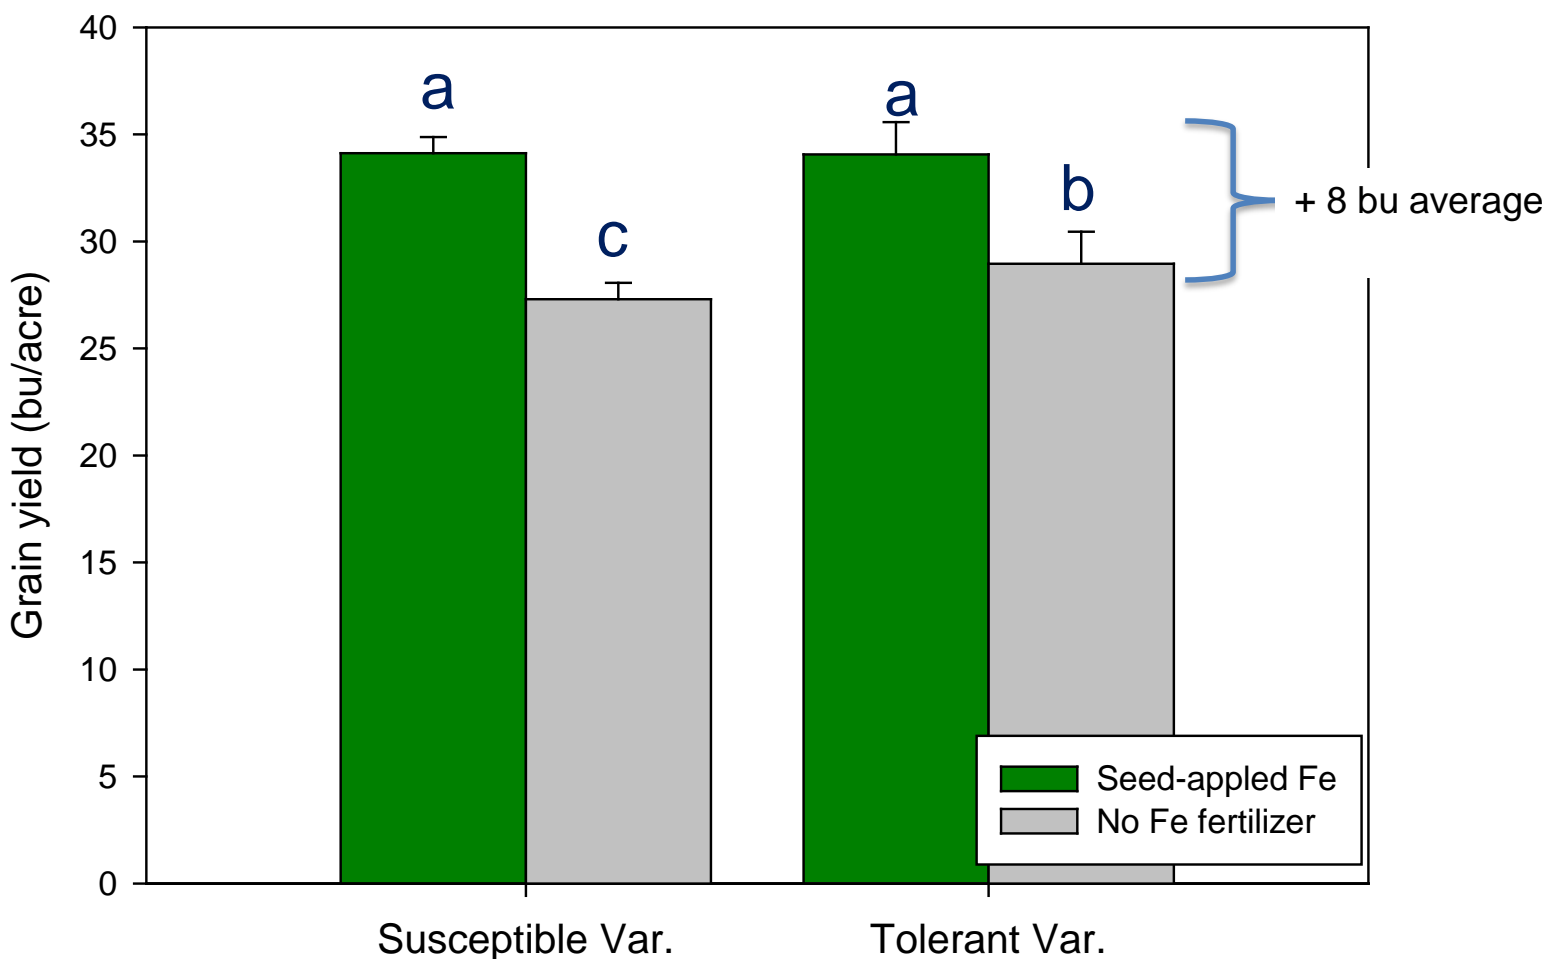 40
35
30
25
20
15
10
5
0
Grain yield (bu/acre)
a
c
a
b
+ 8 bu average
Seed-appled Fe
No Fe fertilizer
Susceptible Var.
Tolerant Var.